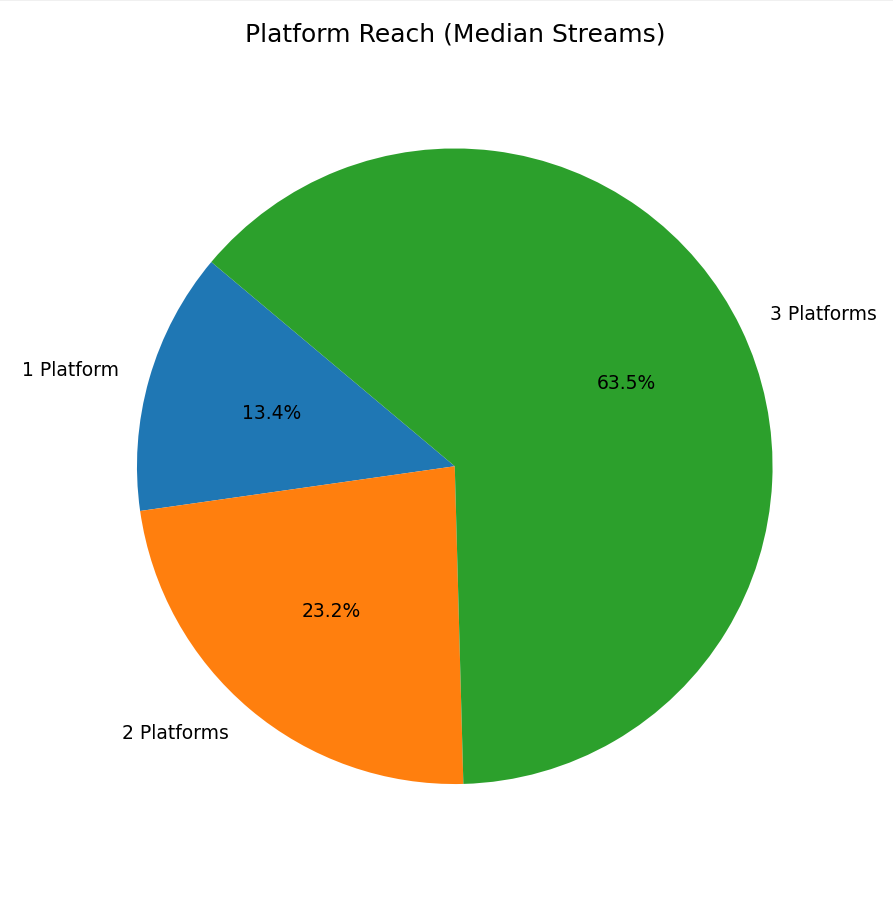 Platform Reach (Median Streams)
3 Platforms
63.5%
1 Platform
13.4%
23.2%
2 Platforms